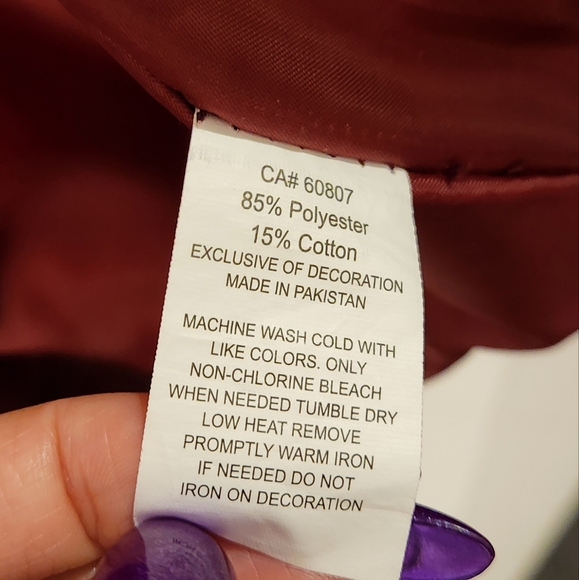 CA# 60807
85% Polyester
15% Cotton
EXCLUSIVE OF DECORATION
MADE IN PAKISTAN
MACHINE WASH COLD WITH
LIKE COLORS. ONLY
NON-CHLORINE BLEACH
WHEN NEEDED TUMBLE DRY
LOW HEAT REMOVE
PROMPTLY WARM IRON
IF NEEDED DO NOT
IRON ON DECORATION